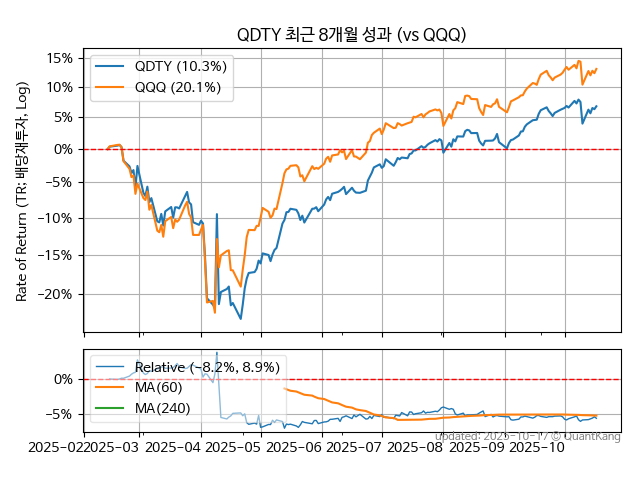 QDTY 최근 8개월 성과 (vs QQQ)
Rate of Return (TR: 배당재투자, Log)
15%
10%
5%
0%
−5%
−10%
−15%
−20%
QDTY (10.3%)
QQQ (20.1%)
0%
−5%
Relative (−8.2%, 8.9%)
MA(60)
MA(240)
2025-02
2025-03
2025-04
2025-05
2025-06
2025-07
2025-08
2025-09
2025-10
updated: 2025-10-17 © QuantKang